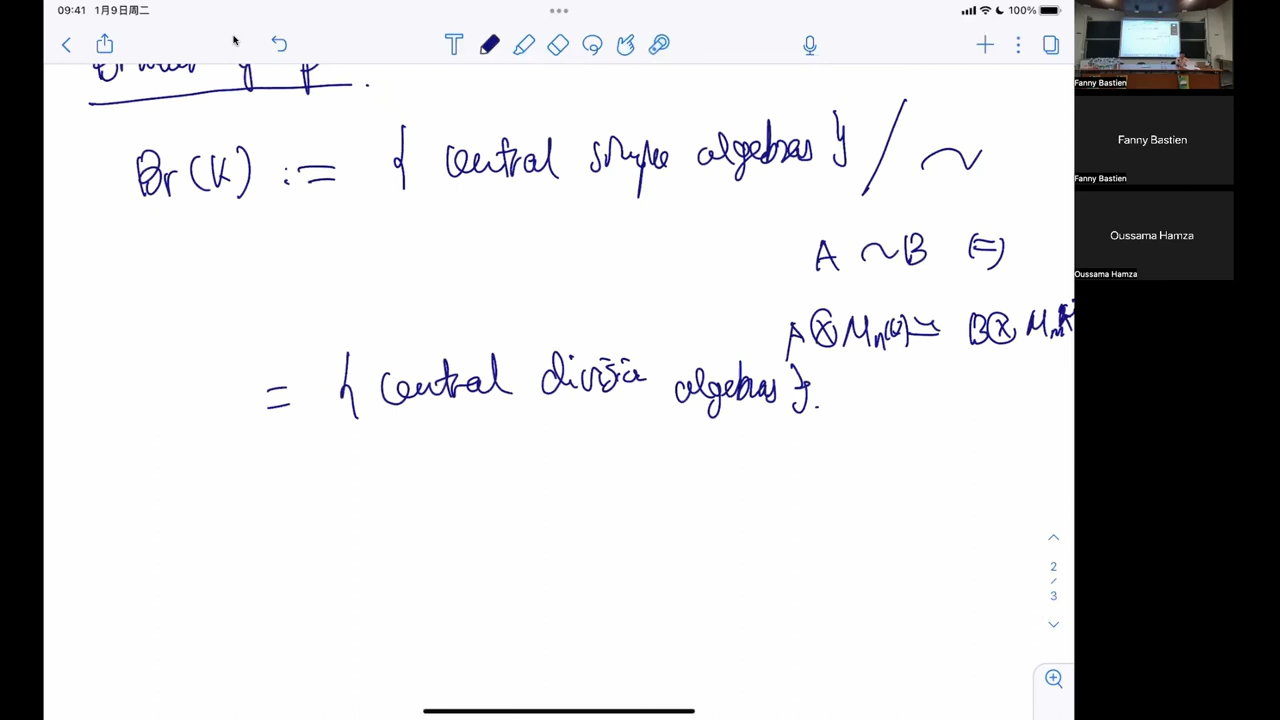 09:41 1月9日周二
100%
Br(K) := { central simple algebras } / ~
A ~ B ⇔
A ⊗ Mn(K) ≃ B ⊗ Mm
= { central division algebras }.
2
/
3
Fanny Bastien
Fanny Bastien
Fanny Bastien
Oussama Hamza
Oussama Hamza